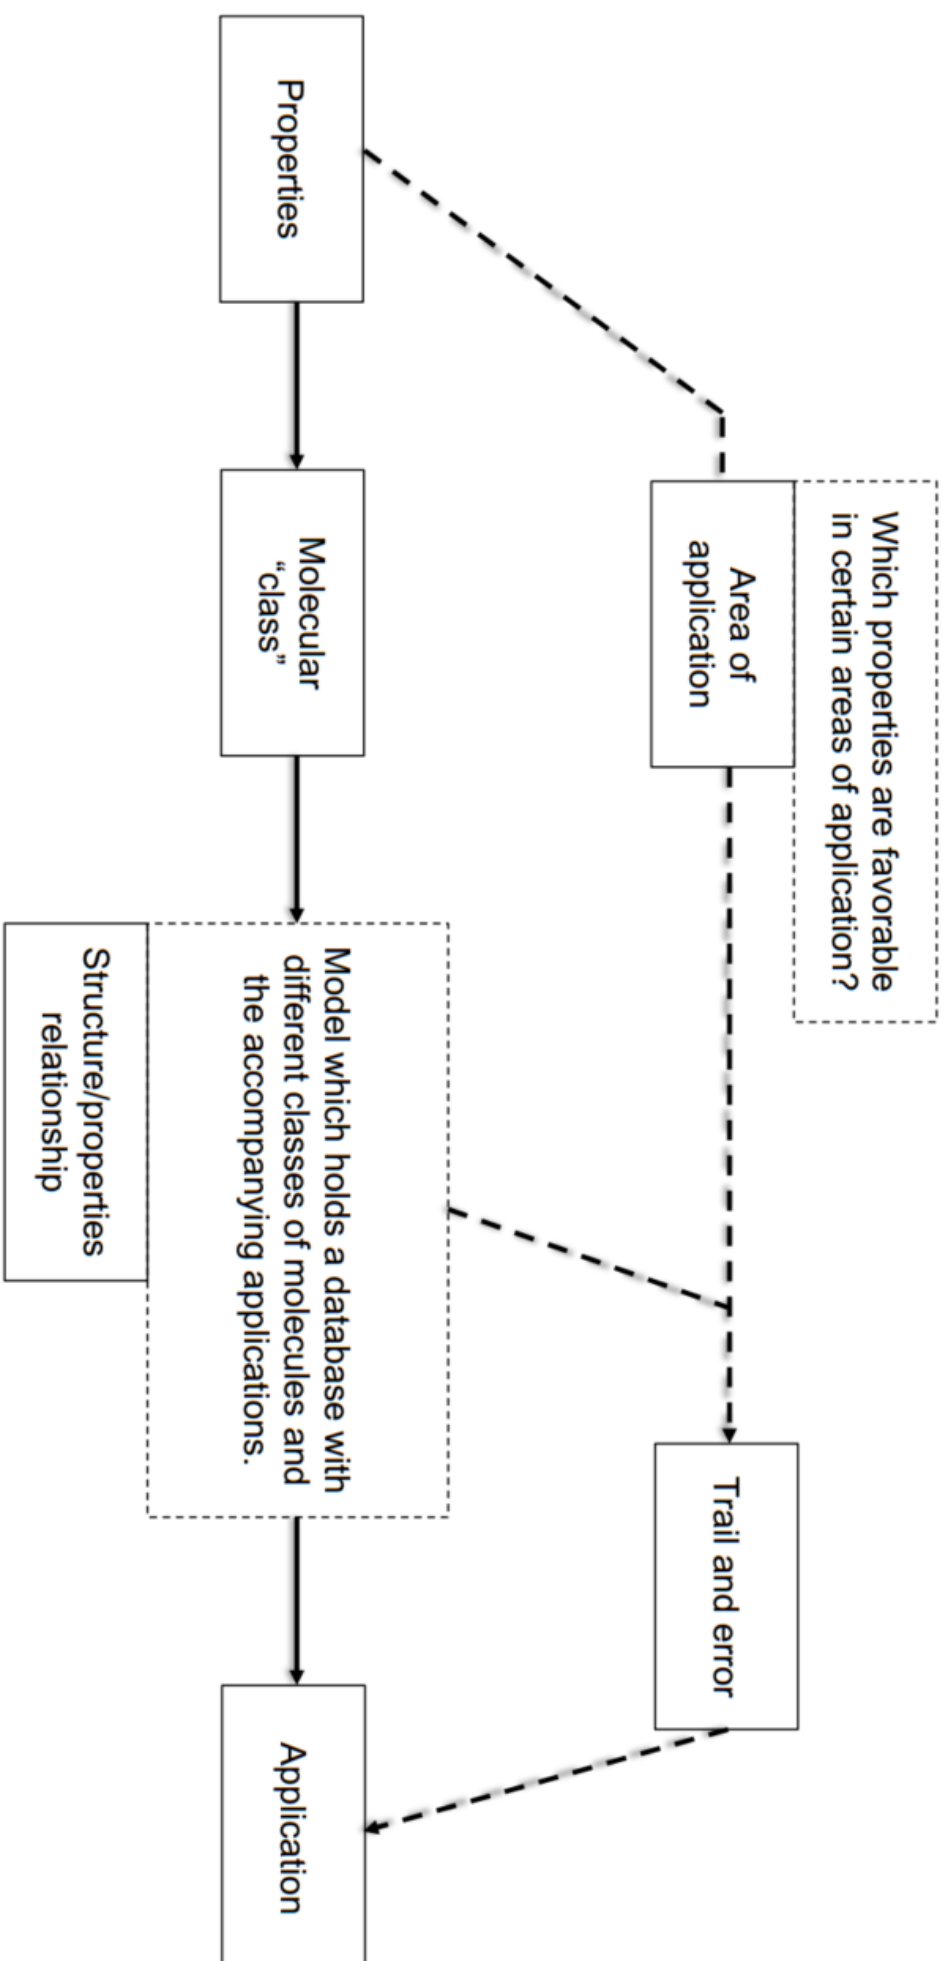 Which properties are favorable
in certain areas of application?
Area of
application
Trail and error
Properties
Molecular
“class”
Model which holds a database with
different classes of molecules and
the accompanying applications.
Application
Structure/properties
relationship